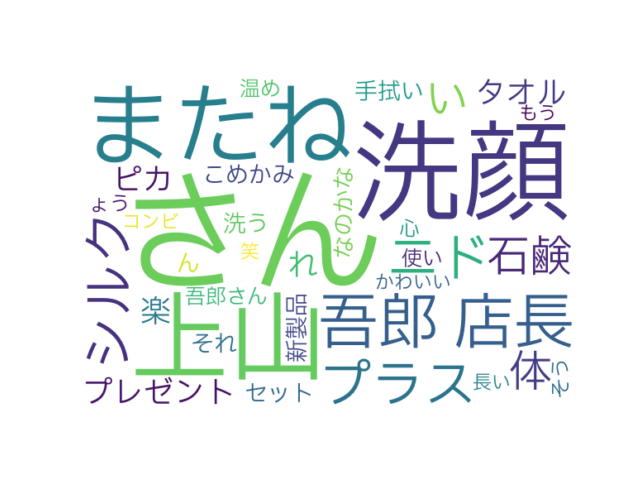 温め
手拭い
い
タオル
もう
またね
洗顔
ピカ
こめかみ
なのかな
ょう
コンビ
洗う
心
さん
シルク
ん
笑
れ
ニド
使い
石鹸
かわいい
吾郎さん
新製品
楽
上山
それ
吾郎 店長
プレゼント
セット
プラス
長い
体
そう